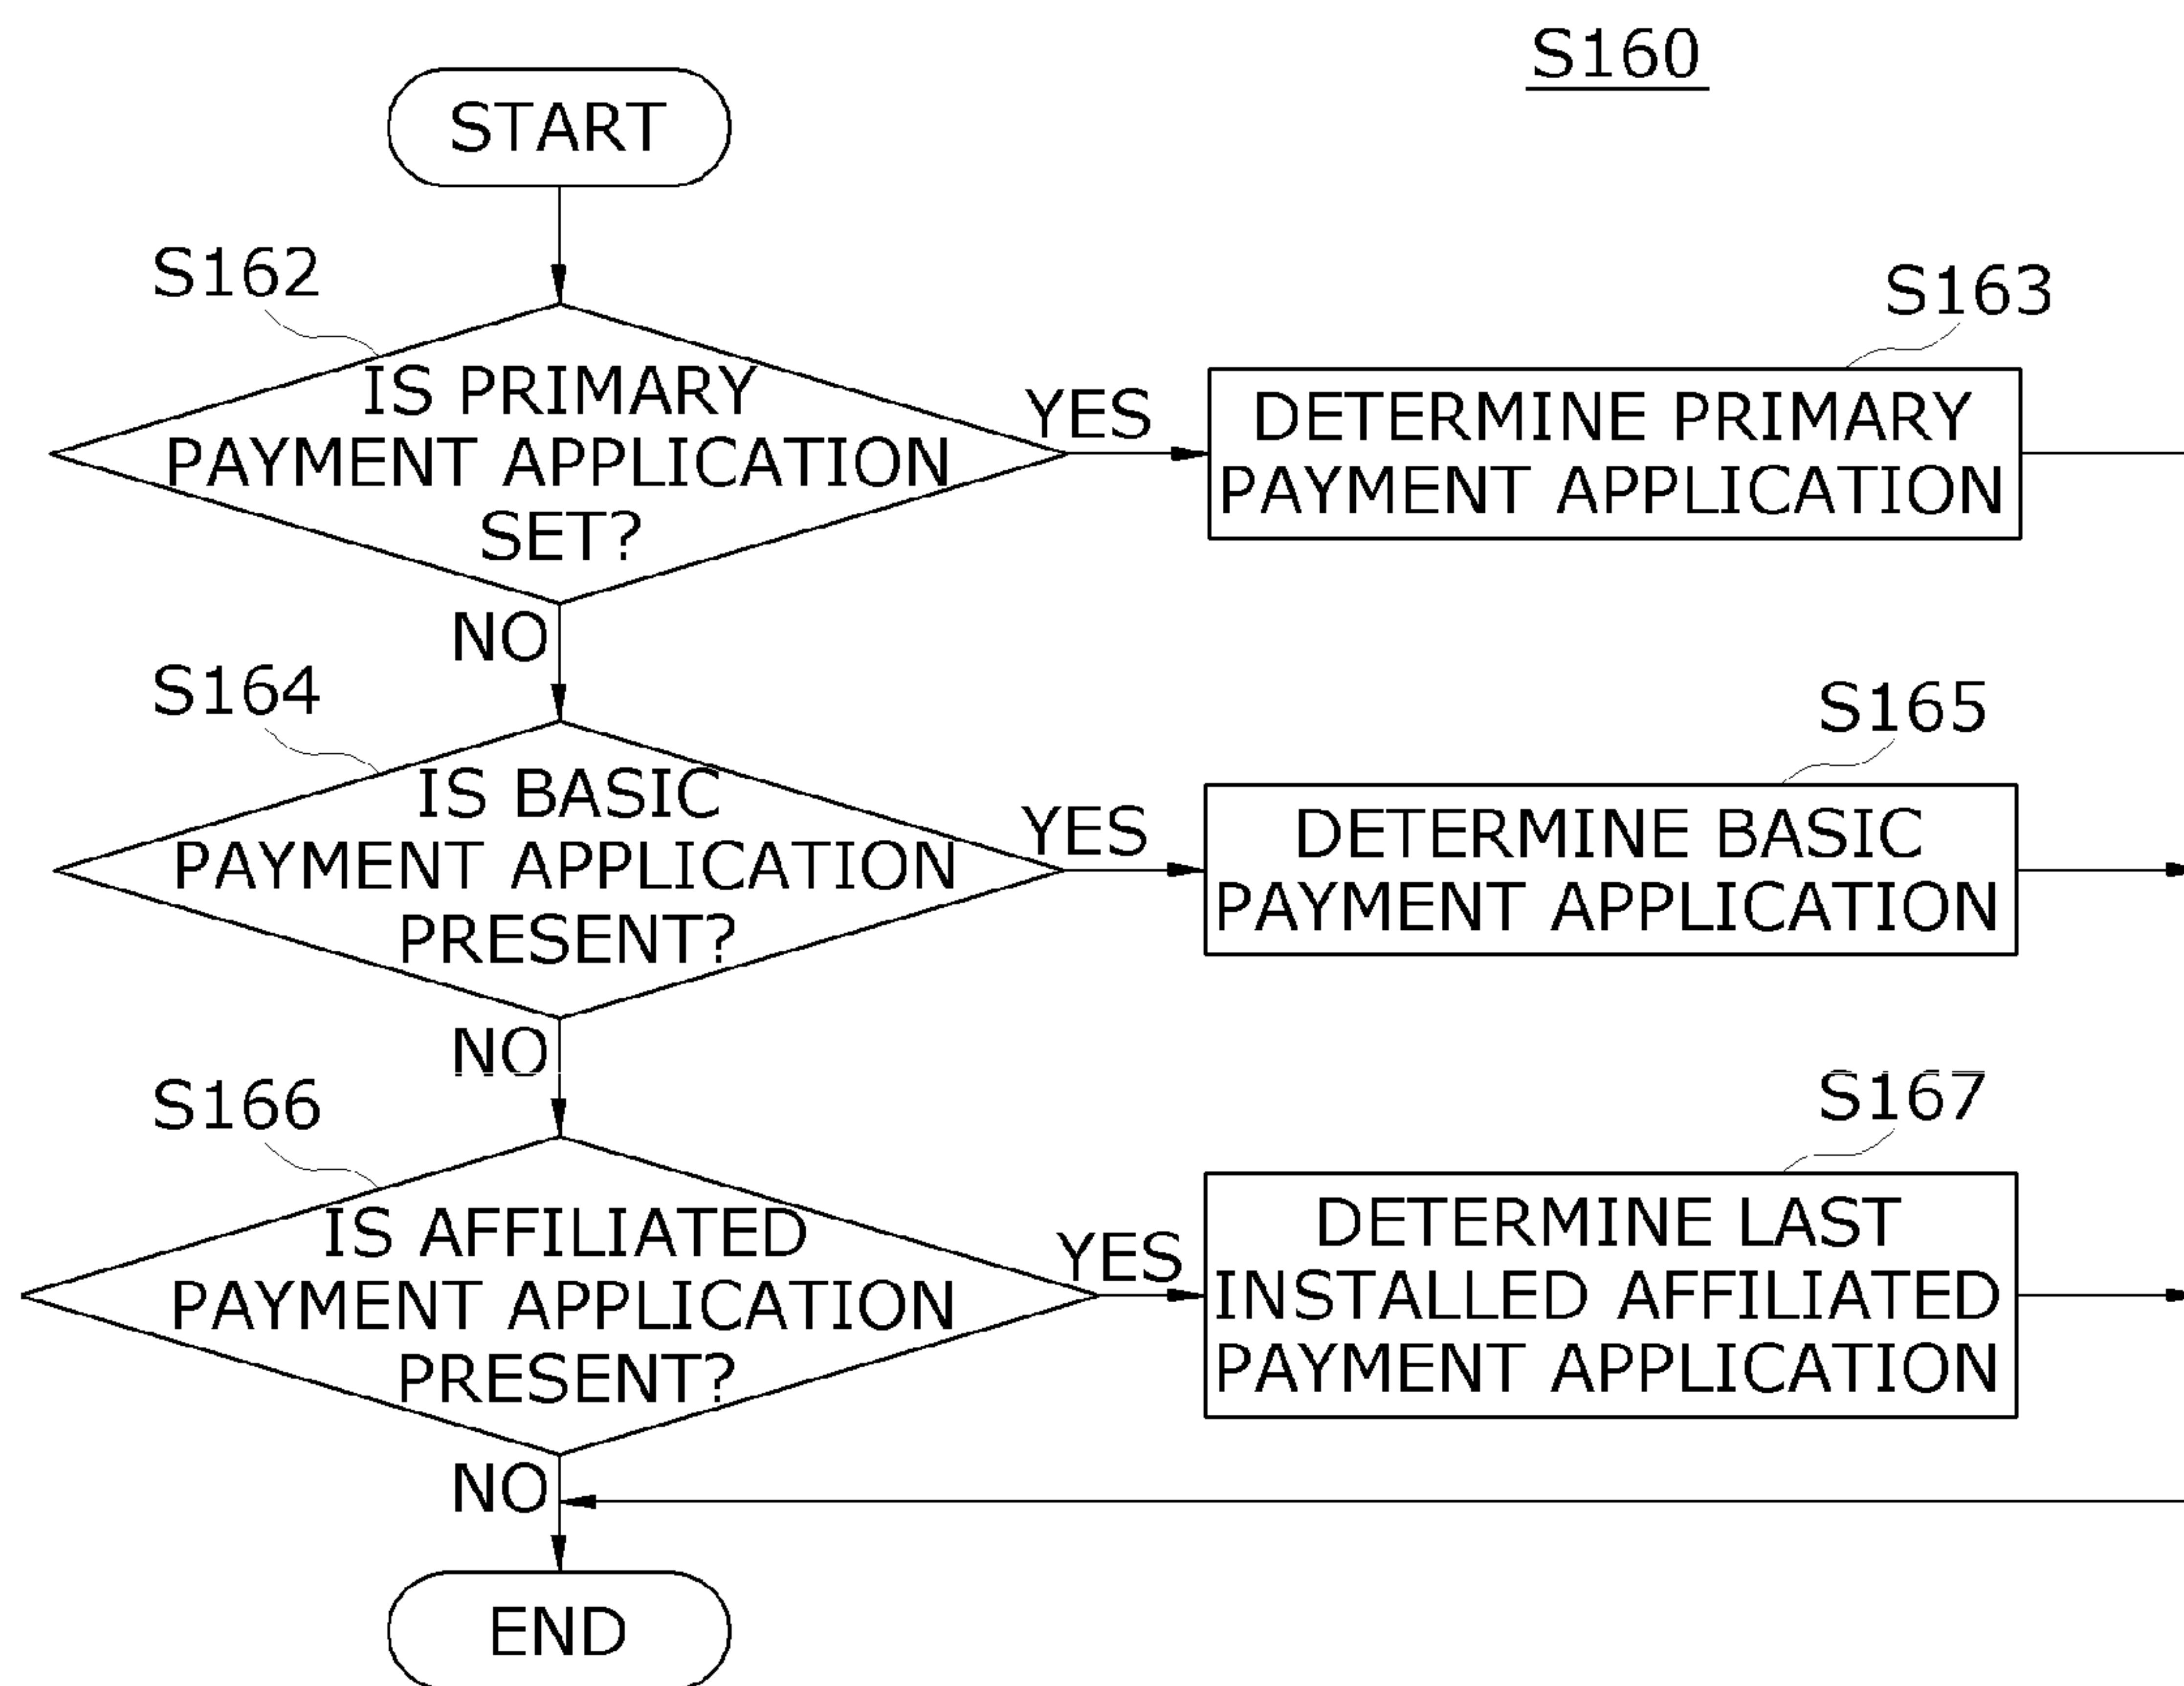 S160
START
S162
IS PRIMARY
PAYMENT APPLICATION
SET?
YES
S163
DETERMINE PRIMARY
PAYMENT APPLICATION
NO
S164
IS BASIC
PAYMENT APPLICATION
PRESENT?
YES
S165
DETERMINE BASIC
PAYMENT APPLICATION
NO
S166
IS AFFILIATED
PAYMENT APPLICATION
PRESENT?
YES
S167
DETERMINE LAST
INSTALLED AFFILIATED
PAYMENT APPLICATION
NO
END